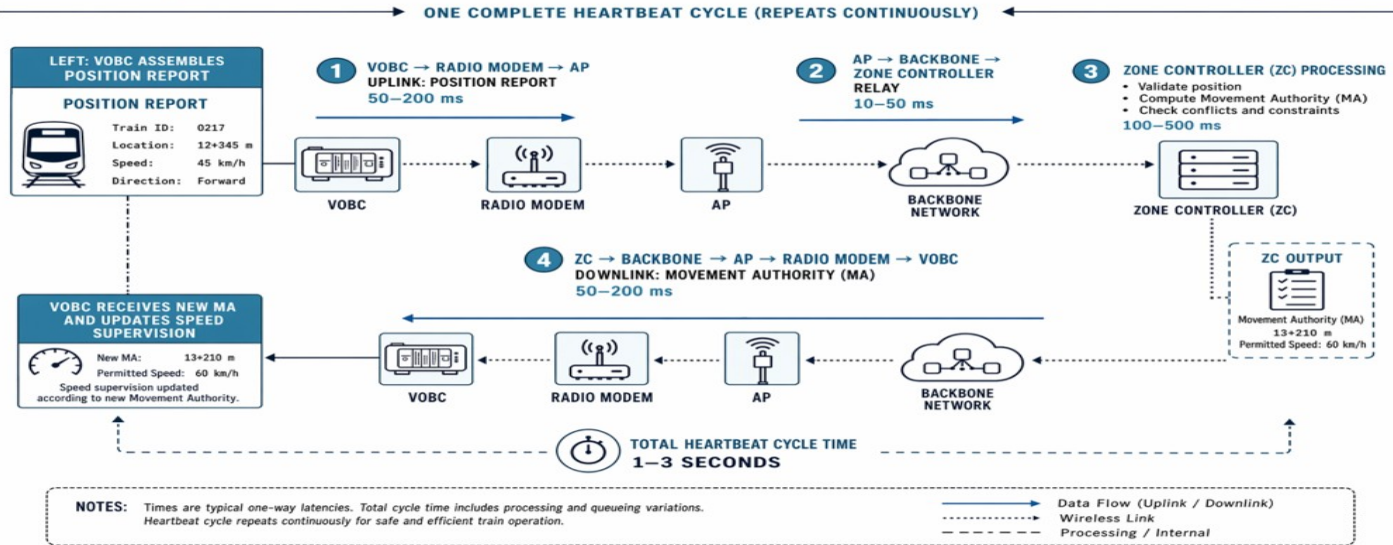 ONE COMPLETE HEARTBEAT CYCLE (REPEATS CONTINUOUSLY)
LEFT: VOBC ASSEMBLES
POSITION REPORT
POSITION REPORT
Train ID: 0217
Location: 12+345 m
Speed: 45 km/h
Direction: Forward
1
VOBC → RADIO MODEM → AP
UPLINK: POSITION REPORT
50–200 ms
2
AP → BACKBONE →
ZONE CONTROLLER
RELAY
10–50 ms
3
ZONE CONTROLLER (ZC) PROCESSING
• Validate position
• Compute Movement Authority (MA)
• Check conflicts and constraints
100–500 ms
VOBC
RADIO MODEM
AP
BACKBONE
NETWORK
ZONE CONTROLLER (ZC)
4
ZC → BACKBONE → AP → RADIO MODEM → VOBC
DOWNLINK: MOVEMENT AUTHORITY (MA)
50–200 ms
ZC OUTPUT
Movement Authority (MA)
13+210 m
Permitted Speed: 60 km/h
VOBC RECEIVES NEW MA
AND UPDATES SPEED
SUPERVISION
New MA: 13+210 m
Permitted Speed: 60 km/h
Speed supervision updated
according to new Movement Authority.
VOBC
RADIO MODEM
AP
BACKBONE
NETWORK
TOTAL HEARTBEAT CYCLE TIME
1–3 SECONDS
NOTES: Times are typical one-way latencies. Total cycle time includes processing and queueing variations.
Heartbeat cycle repeats continuously for safe and efficient train operation.
Data Flow (Uplink / Downlink)
Wireless Link
Processing / Internal